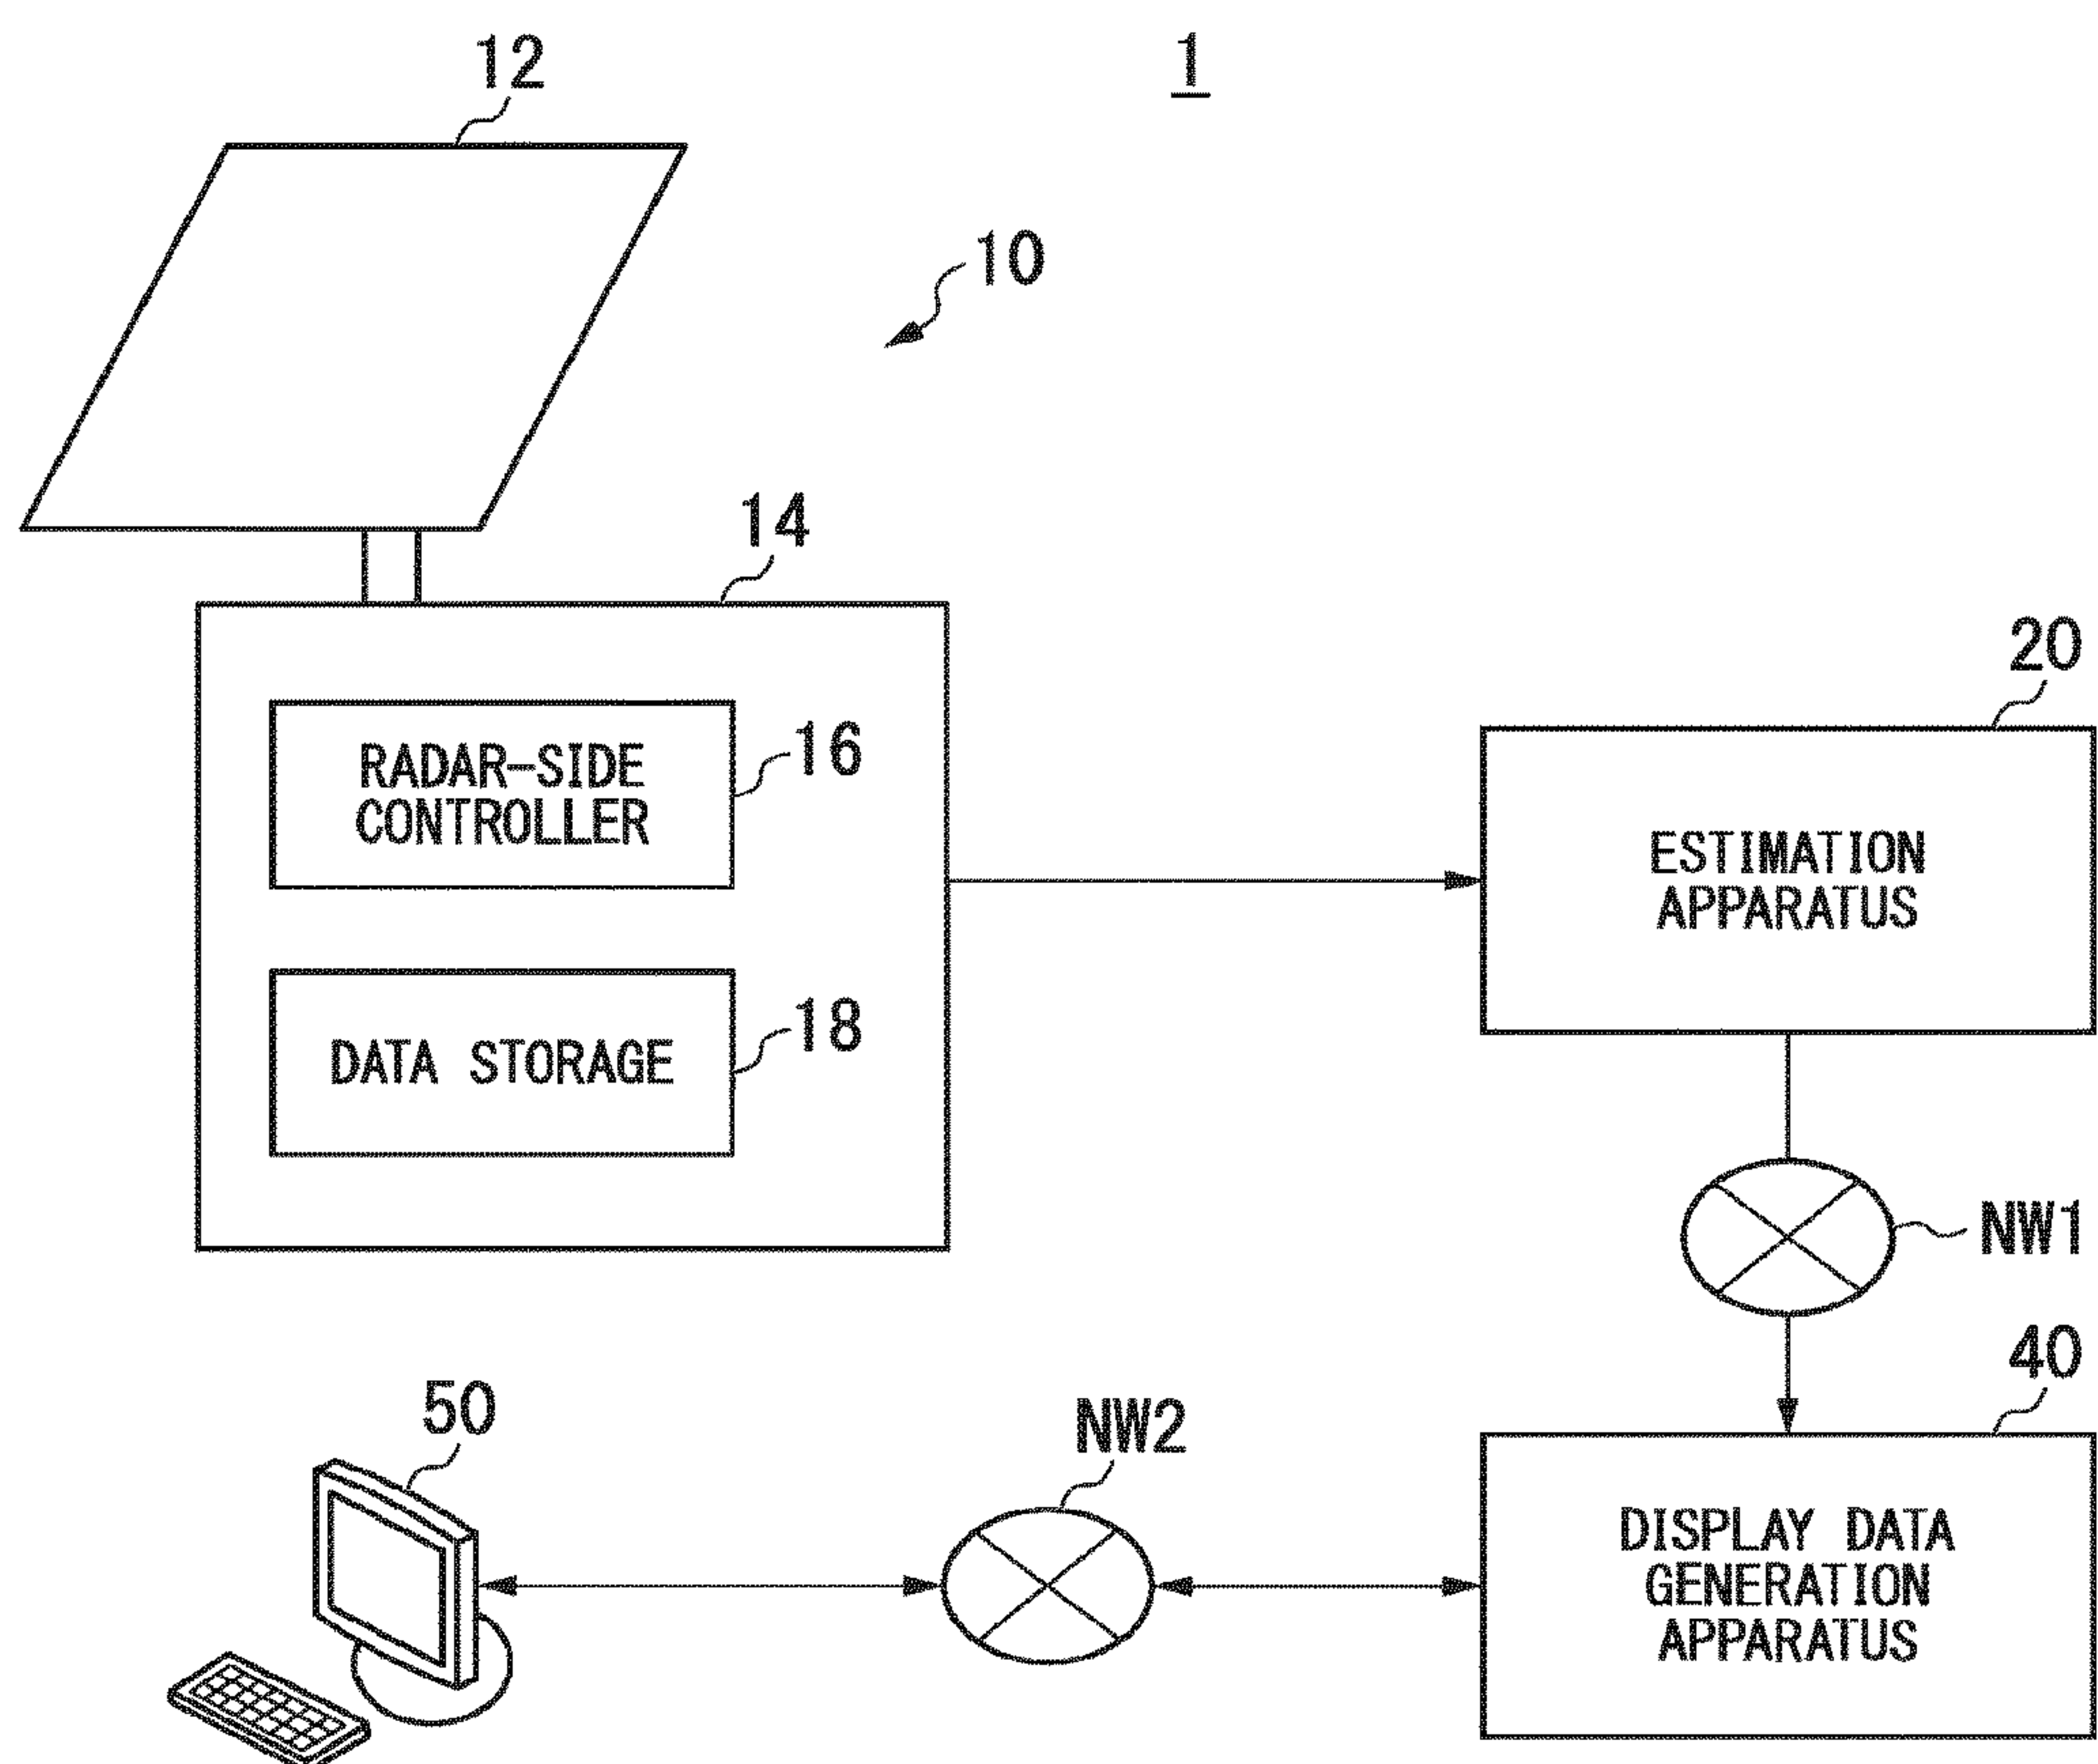 12
1
10
14
20
RADAR-SIDE
CONTROLLER
16
ESTIMATION
APPARATUS
DATA STORAGE
18
NW1
40
50
NW2
DISPLAY DATA
GENERATION
APPARATUS